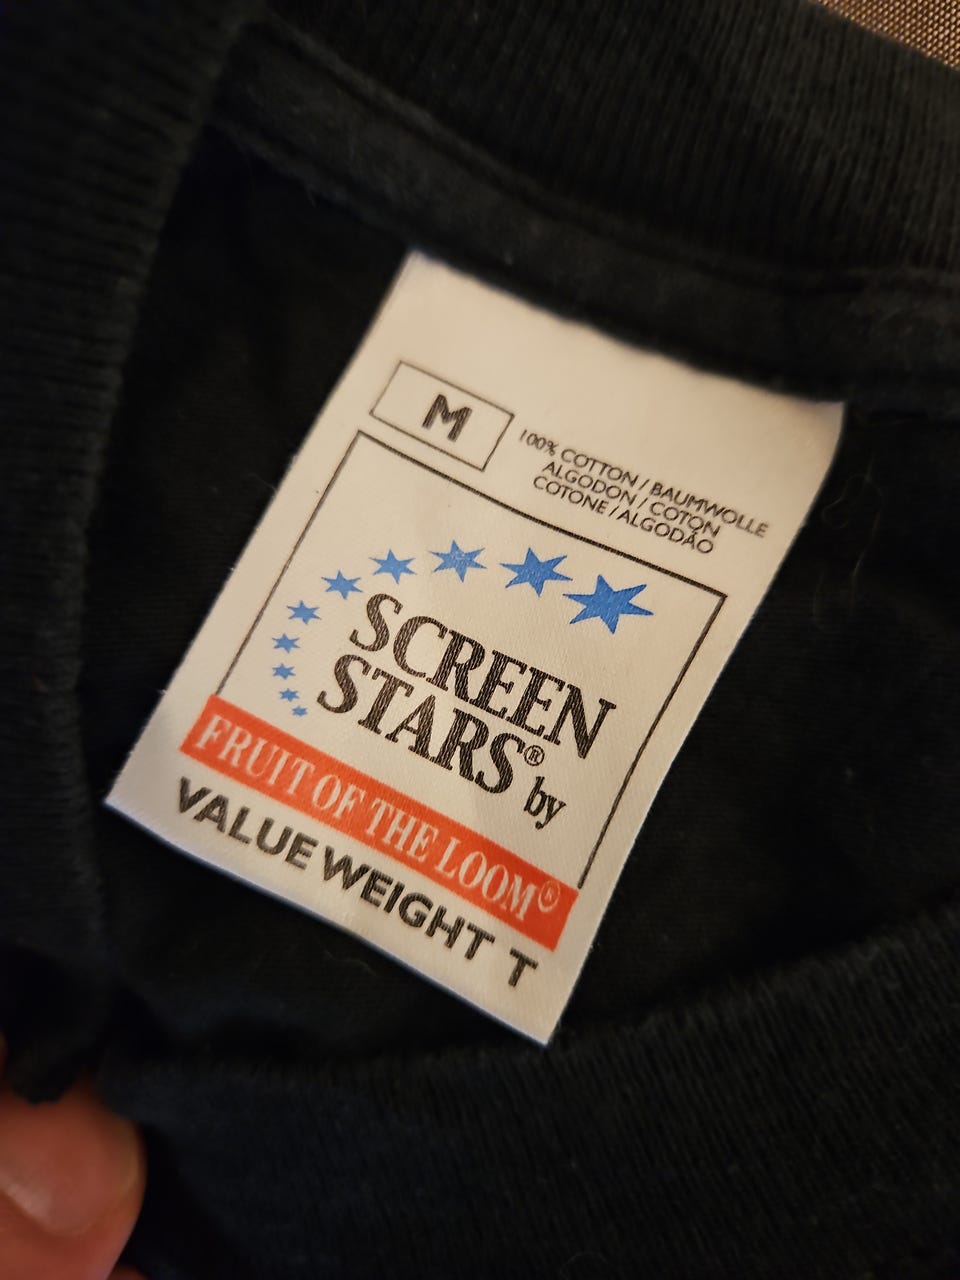 M
100% COTTON / BAUMWOLLE
ALGODON / COTON
COTONE / ALGODÃO
SCREEN
STARS® by
FRUIT OF THE LOOM®
VALUE WEIGHT T